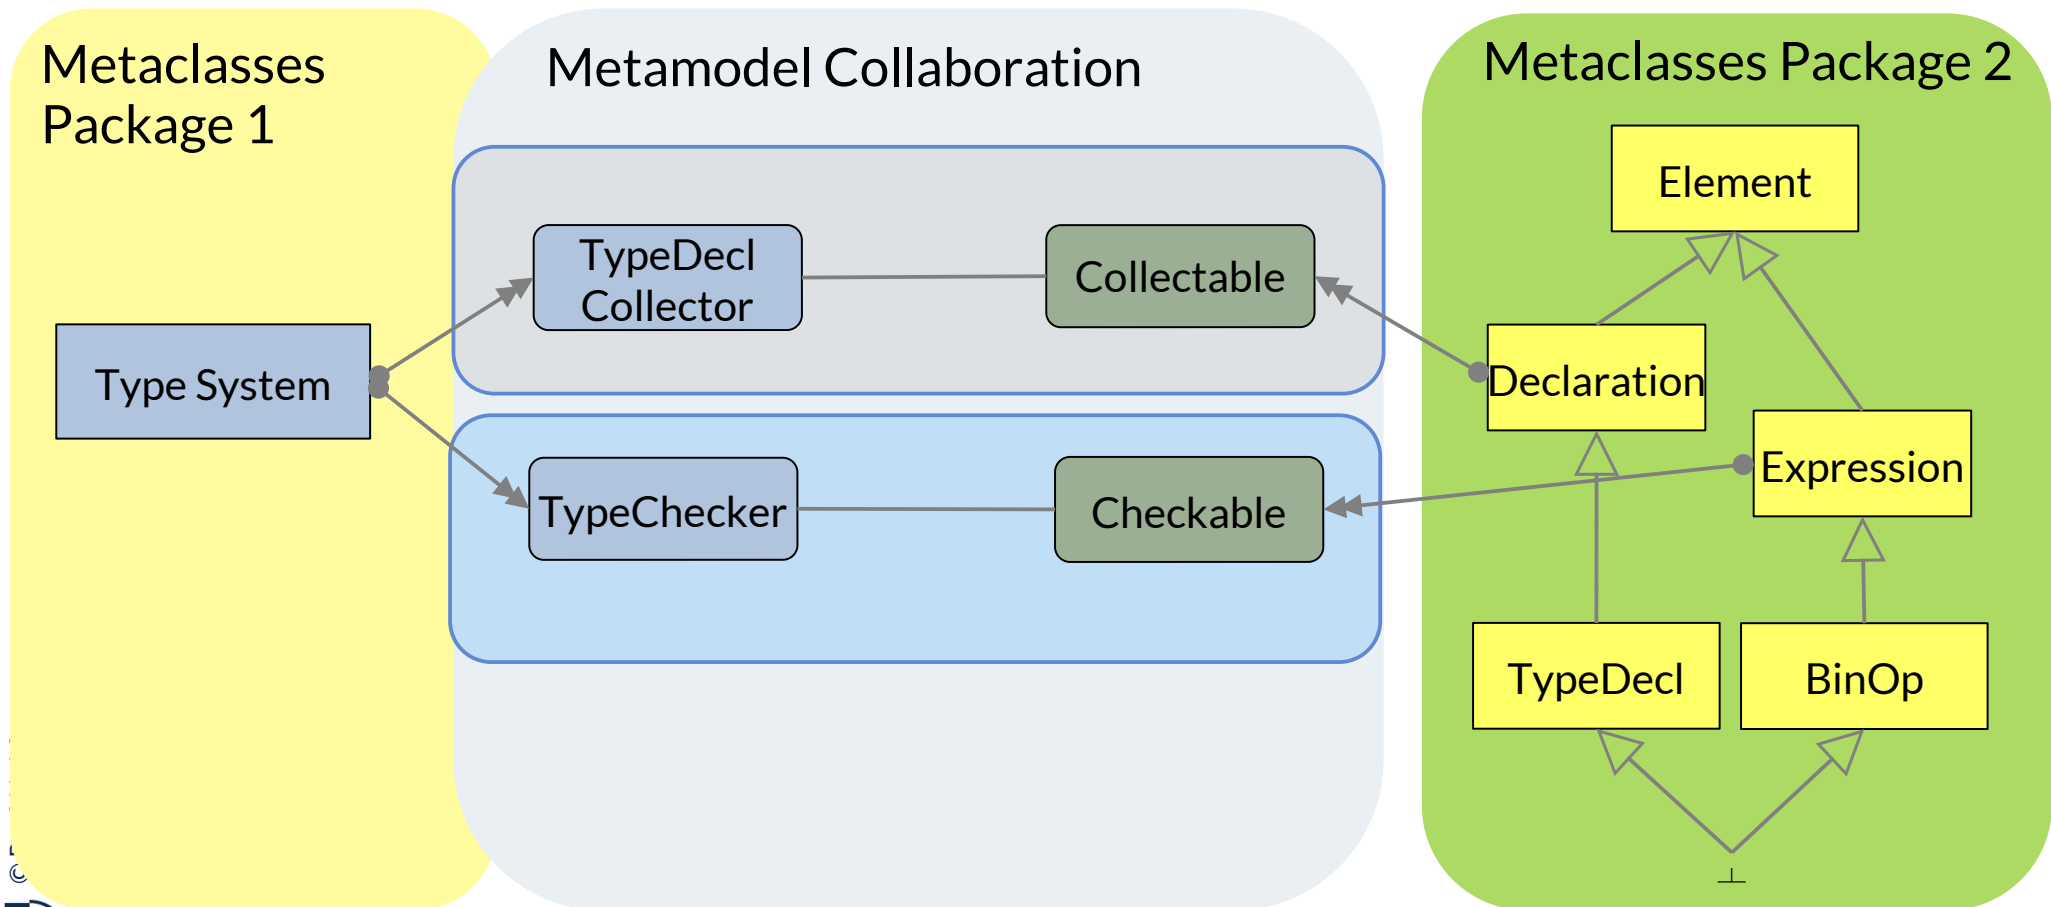 Metaclasses
Package 1
Metamodel Collaboration
Metaclasses Package 2
Element
TypeDecl
Collector
Collectable
Type System
Declaration
Expression
TypeChecker
Checkable
TypeDecl
BinOp
⊥
©